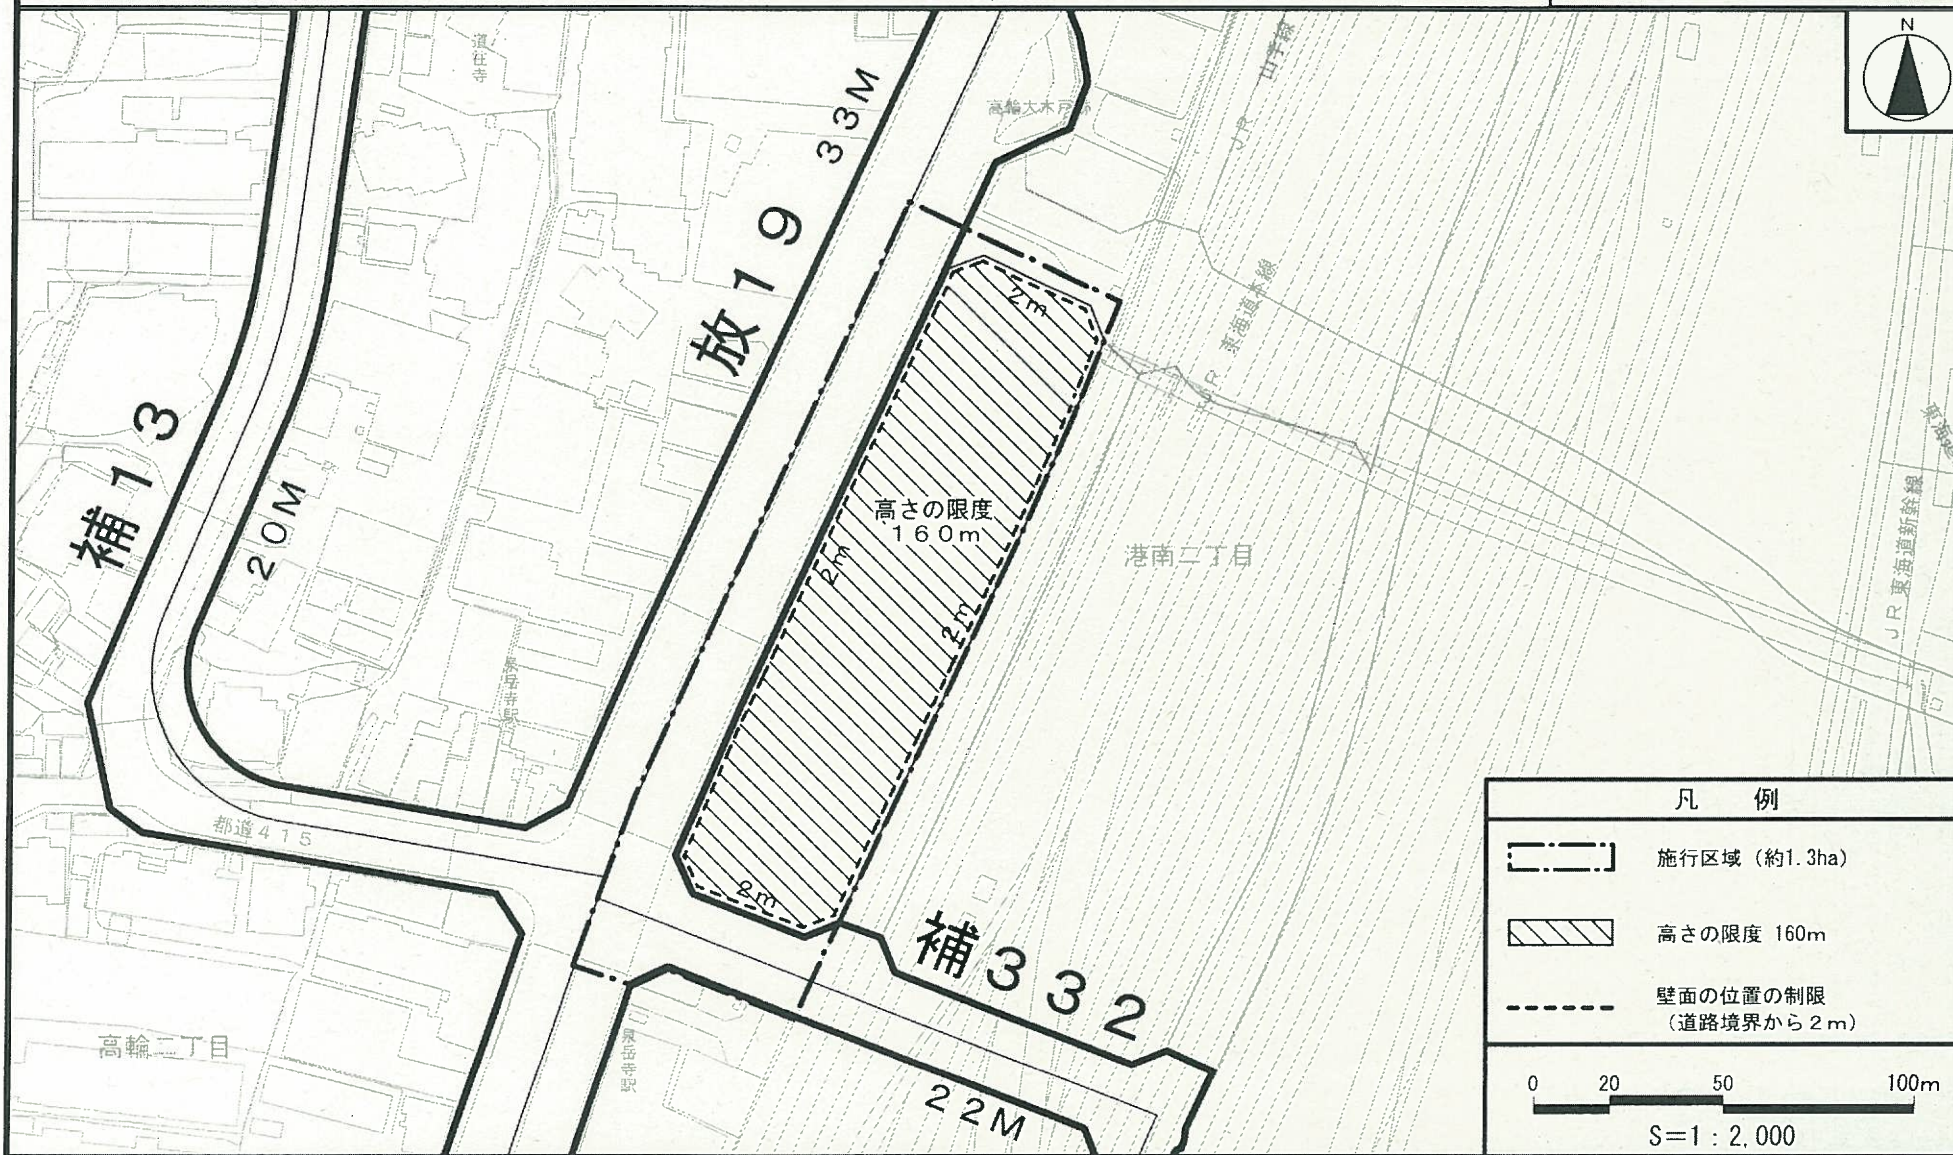 N
道往寺
33M
高輪大木戸跡
JR 山手線
放19
2m
JR 東海道本線
補13
20M
高さの限度
160m
2m
2m
港南二丁目
JR東海道新幹線
泉岳寺駅
都道415
2m
補332
高輪二丁目
泉岳寺駅
22M
凡 例
施行区域 (約1.3ha)
高さの限度 160m
壁面の位置の制限
(道路境界から2m)
0 20 50 100m
S=1:2,000